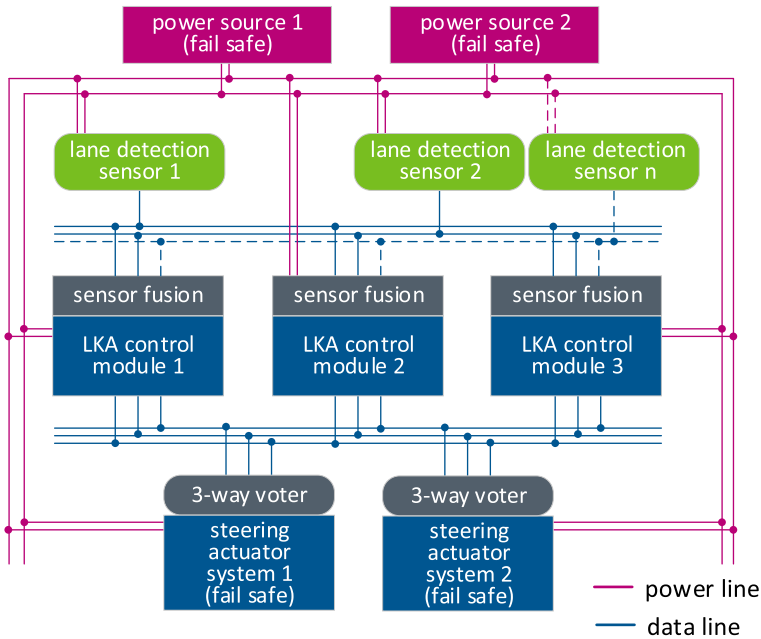 power source 1
(fail safe)
power source 2
(fail safe)
lane detection
sensor 1
lane detection
sensor 2
lane detection
sensor n
sensor fusion
LKA control
module 1
sensor fusion
LKA control
module 2
sensor fusion
LKA control
module 3
3-way voter
steering
actuator
system 1
(fail safe)
3-way voter
steering
actuator
system 2
(fail safe)
power line
data line